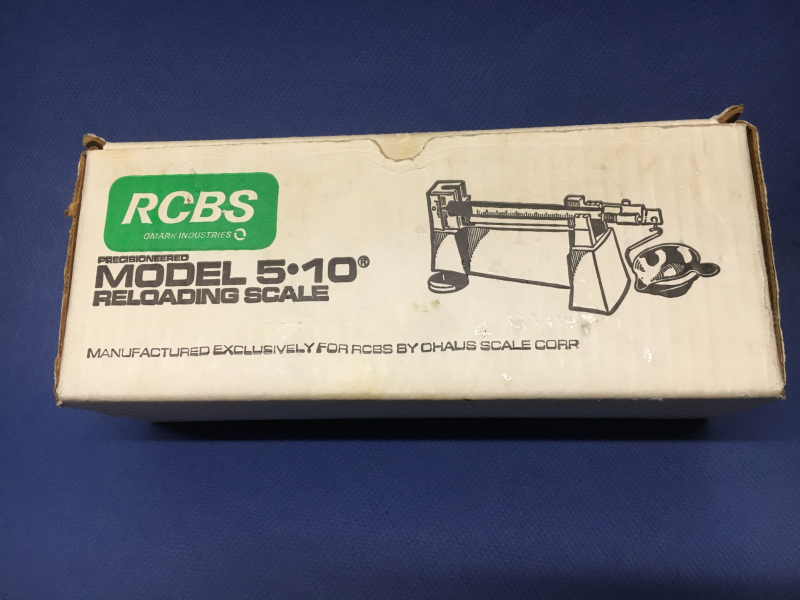 RCBS
OMARK INDUSTRIES
PRECISIONEERED
MODEL 5•10®
RELOADING SCALE
MANUFACTURED EXCLUSIVELY FOR RCBS BY OHAUS SCALE CORP.